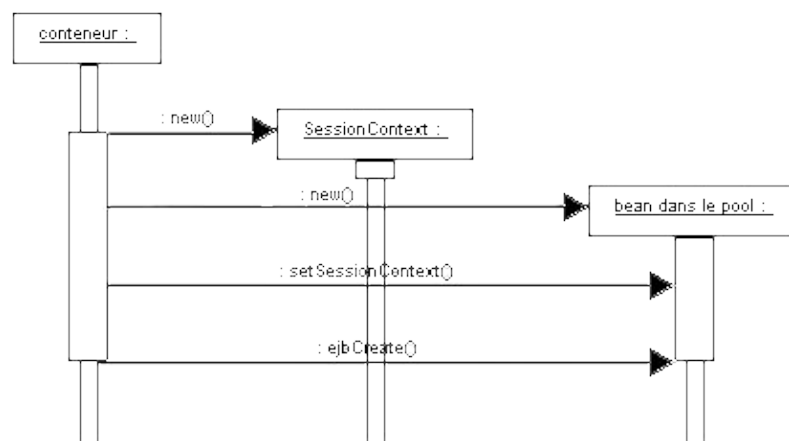 conteneur :
: new()
SessionContext :
: new()
bean dans le pool :
: setSessionContext()
: ejbCreate()